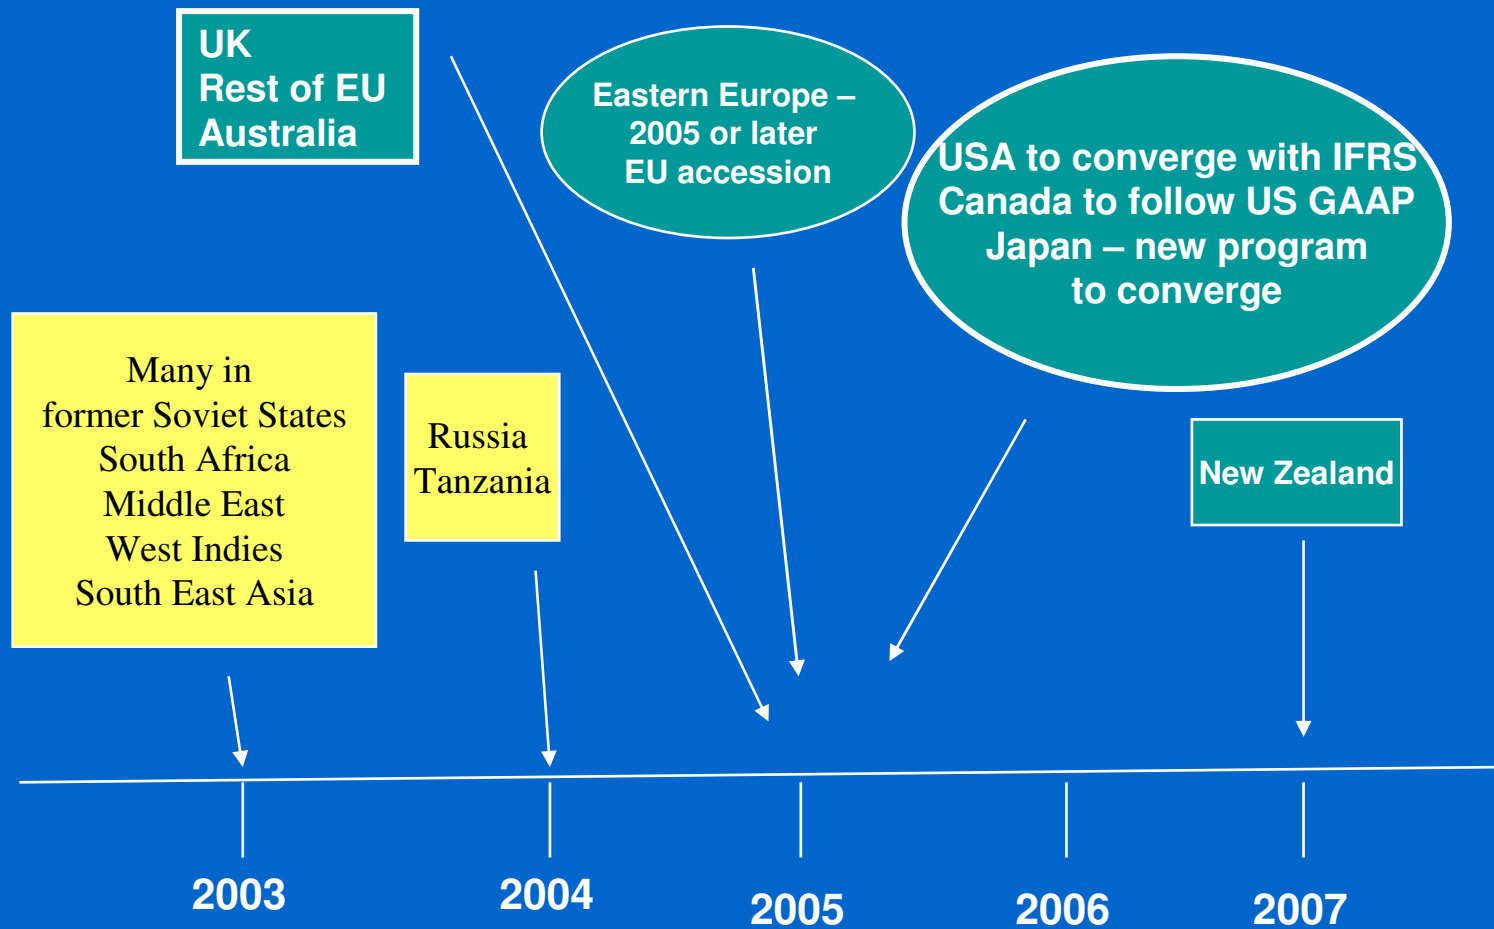 UK
Rest of EU
Australia
Eastern Europe –
2005 or later
EU accession
USA to converge with IFRS
Canada to follow US GAAP
Japan – new program
to converge
Many in
former Soviet States
South Africa
Middle East
West Indies
South East Asia
Russia
Tanzania
New Zealand
2003
2004
2005
2006
2007